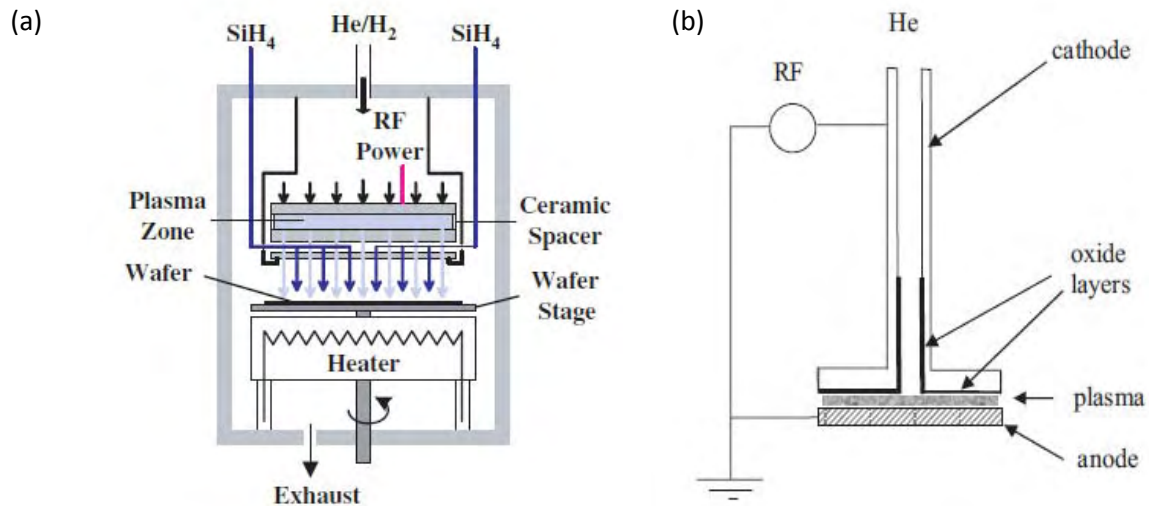 (a)
He/H2
SiH4
SiH4
RF
Power
Plasma
Zone
Ceramic
Spacer
Wafer
Wafer
Stage
Heater
Exhaust
(b)
He
cathode
RF
oxide
layers
plasma
anode